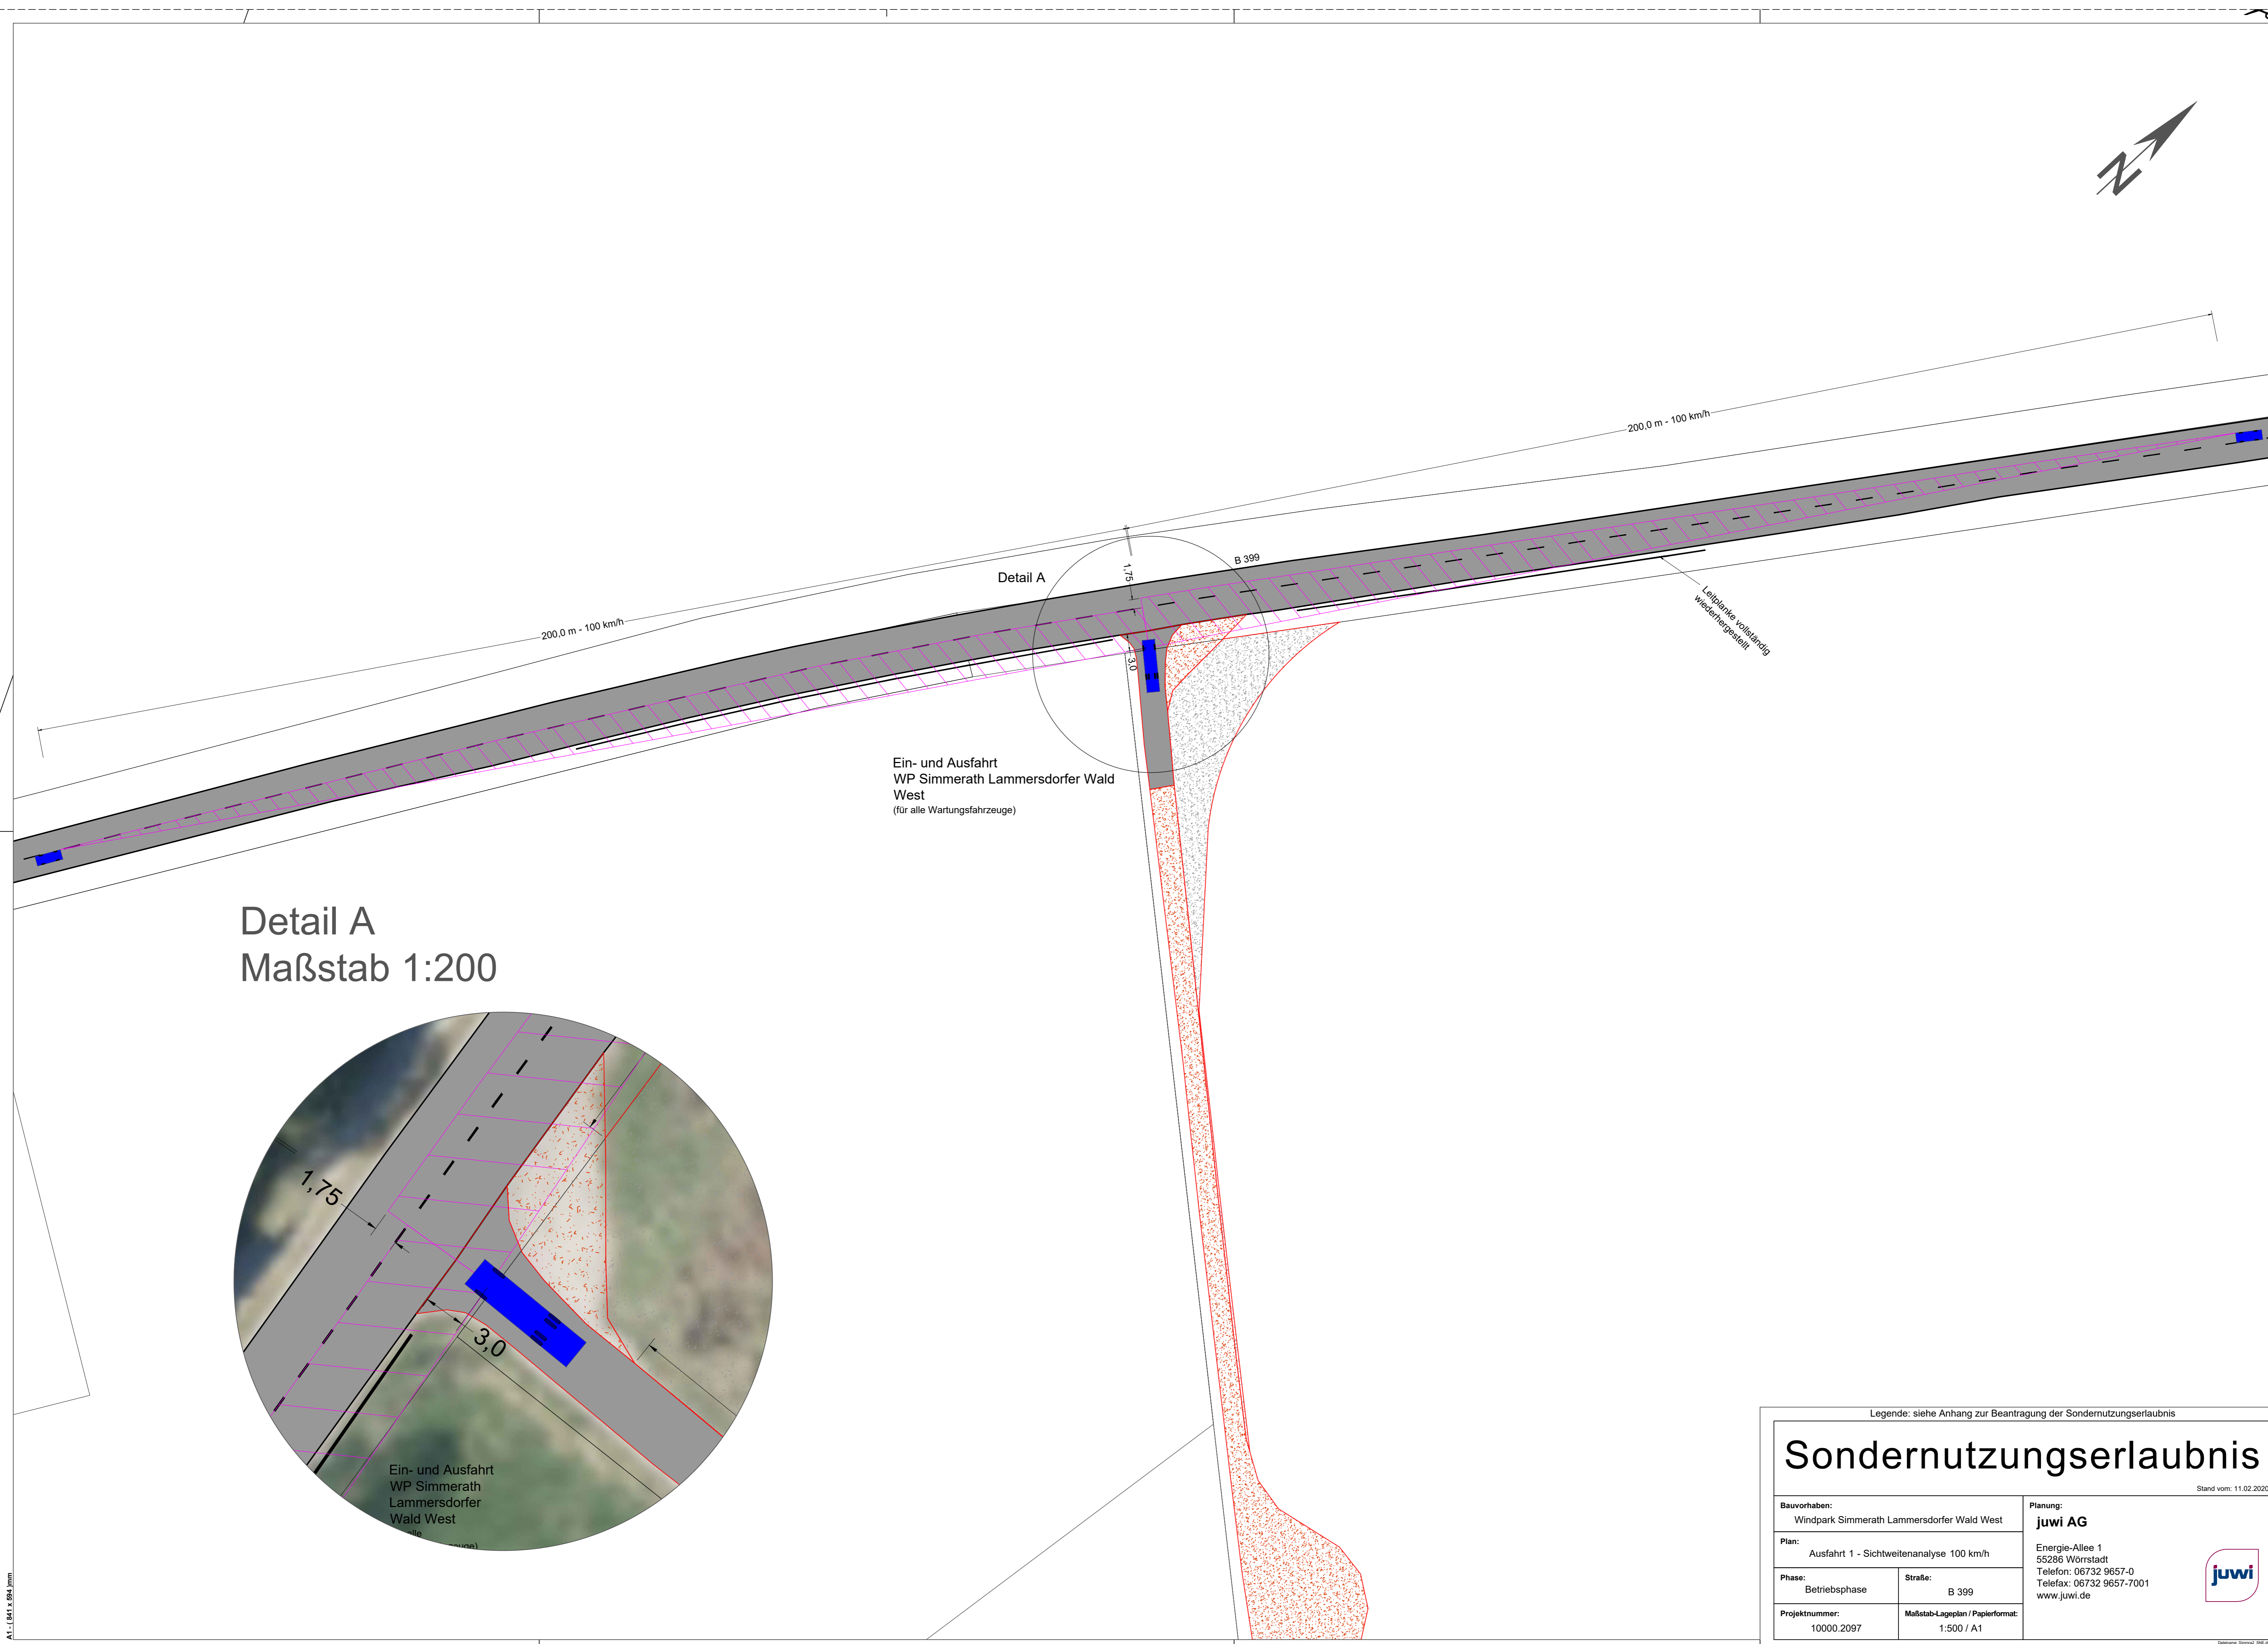 N
200,0 m - 100 km/h
200,0 m - 100 km/h
B 399
Detail A
1,75
3,0
Leitplanke vollständig
wiederhergestellt
Ein- und Ausfahrt
WP Simmerath Lammersdorfer Wald
West
(für alle Wartungsfahrzeuge)
Detail A
Maßstab 1:200
1,75
3,0
Ein- und Ausfahrt
WP Simmerath
Lammersdorfer
Wald West
Legende: siehe Anhang zur Beantragung der Sondernutzungserlaubnis
Sondernutzungserlaubnis
Stand vom: 11.02.2020
Bauvorhaben:
Windpark Simmerath Lammersdorfer Wald West
Plan:
Ausfahrt 1 - Sichtweitenanalyse 100 km/h
Phase:
Betriebsphase
Straße:
B 399
Projektnummer:
10000.2097
Maßstab-Lageplan / Papierformat:
1:500 / A1
Planung:
juwi AG
Energie-Allee 1
55286 Wörrstadt
Telefon: 06732 9657-0
Telefax: 06732 9657-7001
www.juwi.de
juwi
A1 - ( 841 x 594 )mm